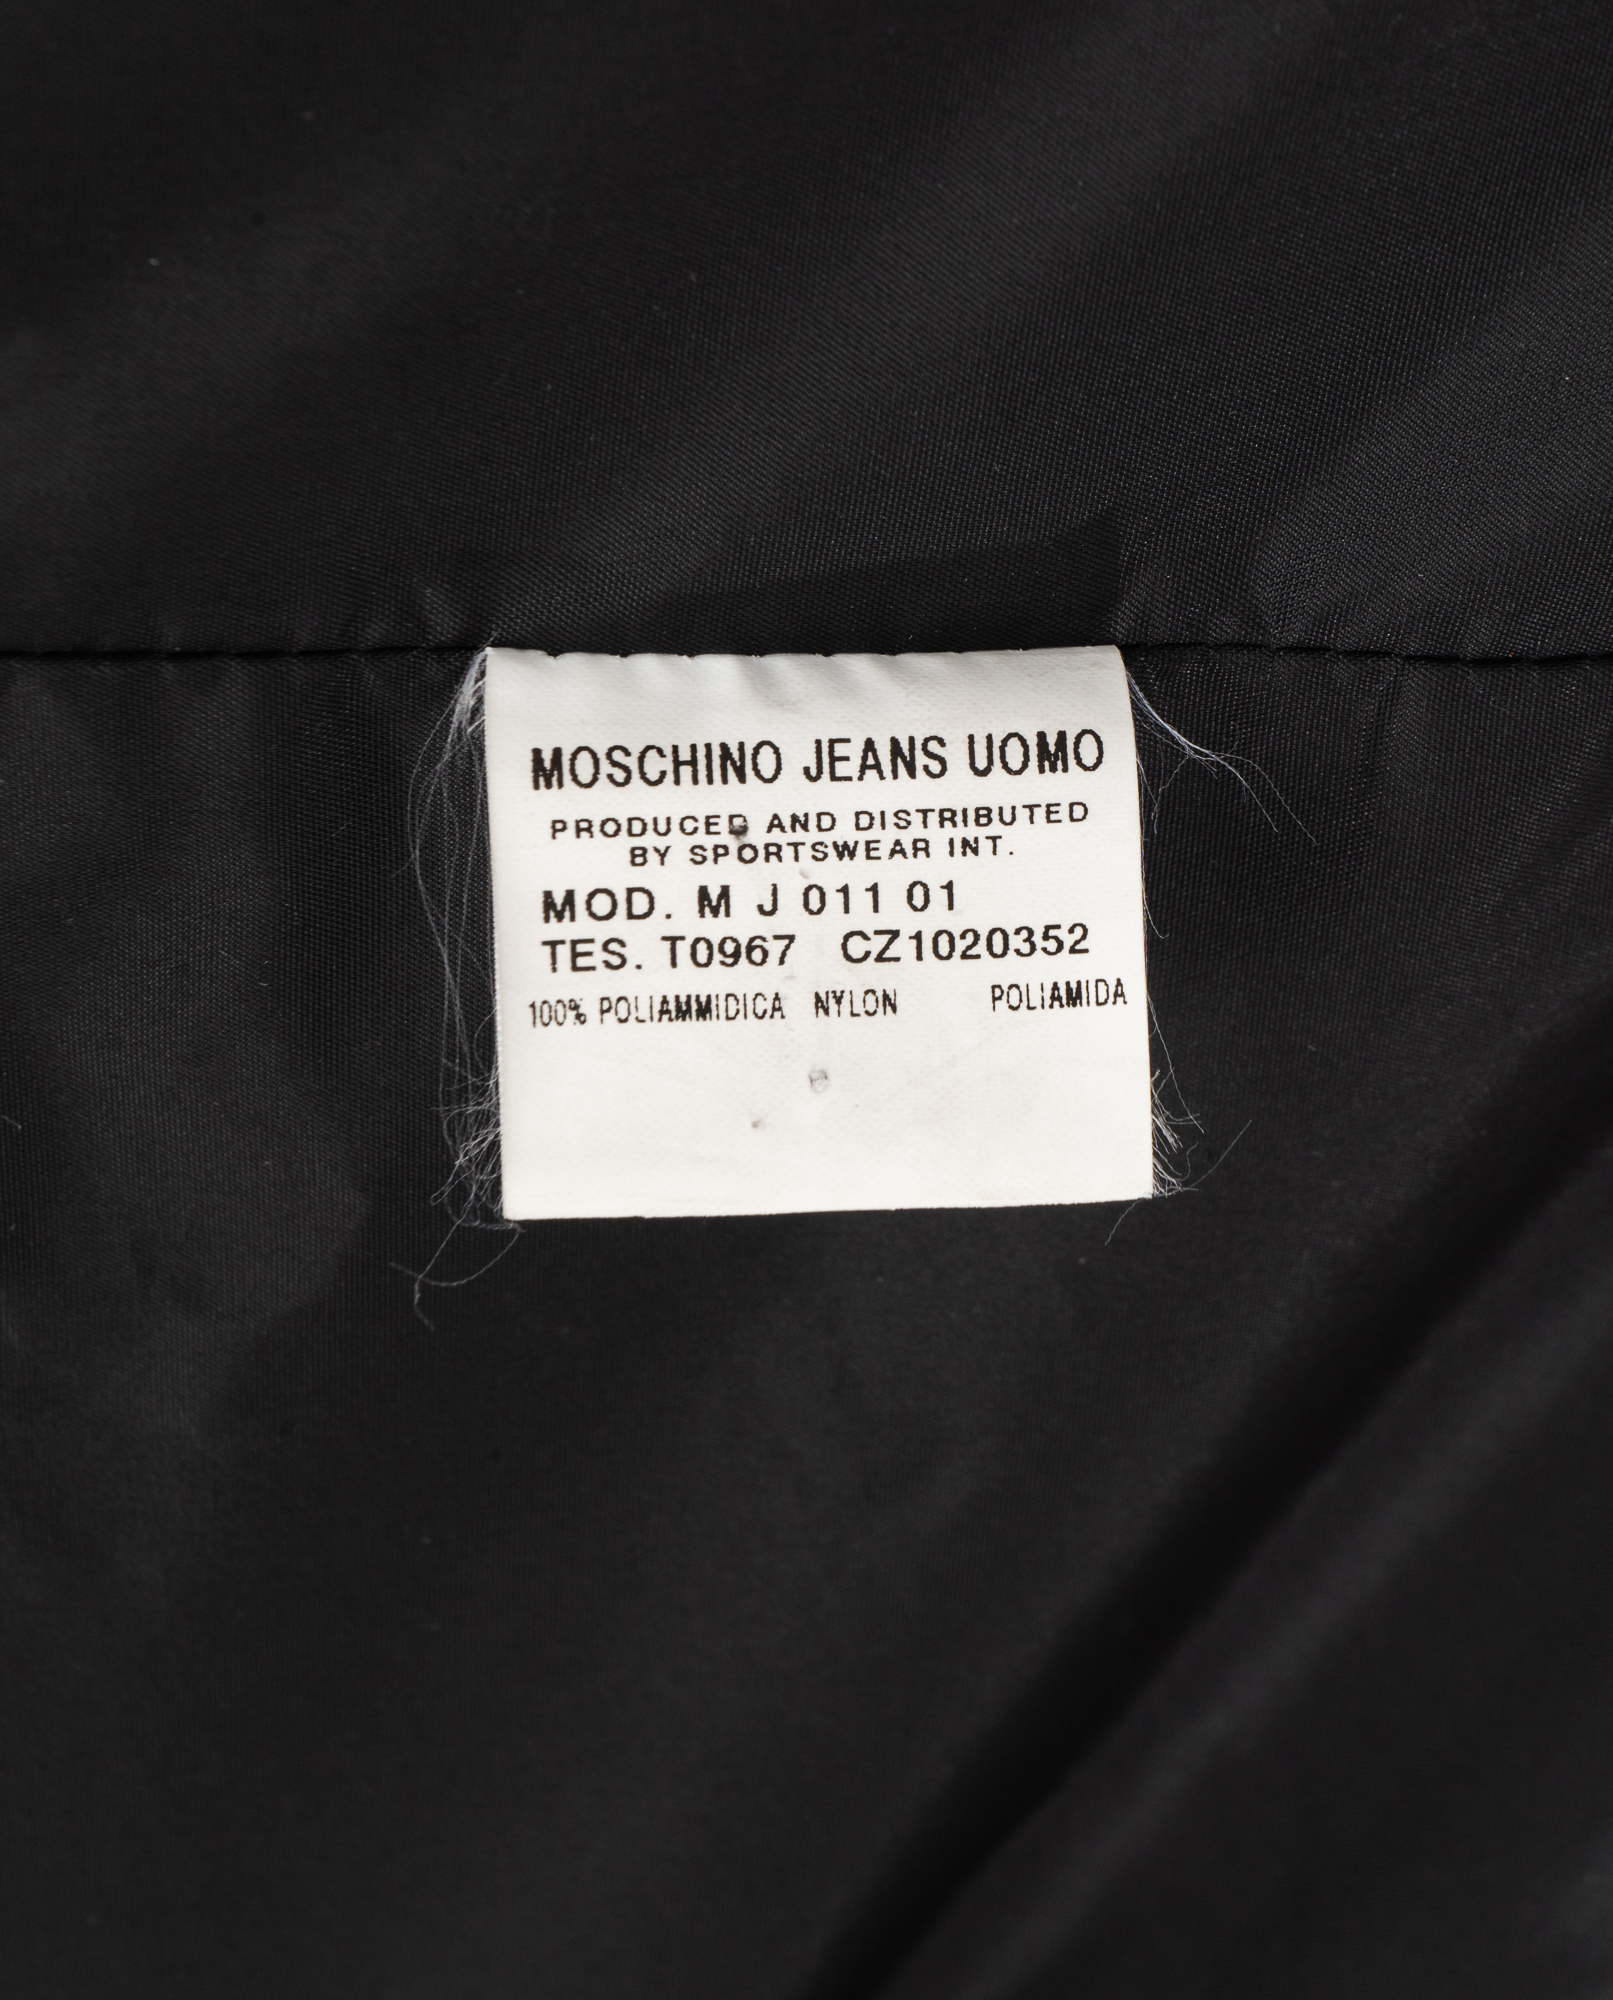 MOSCHINO JEANS UOMO
PRODUCED AND DISTRIBUTED
BY SPORTSWEAR INT.
MOD. M J 011 01
TES. T0967 CZ1020352
100% POLIAMMIDICA NYLON POLIAMIDA